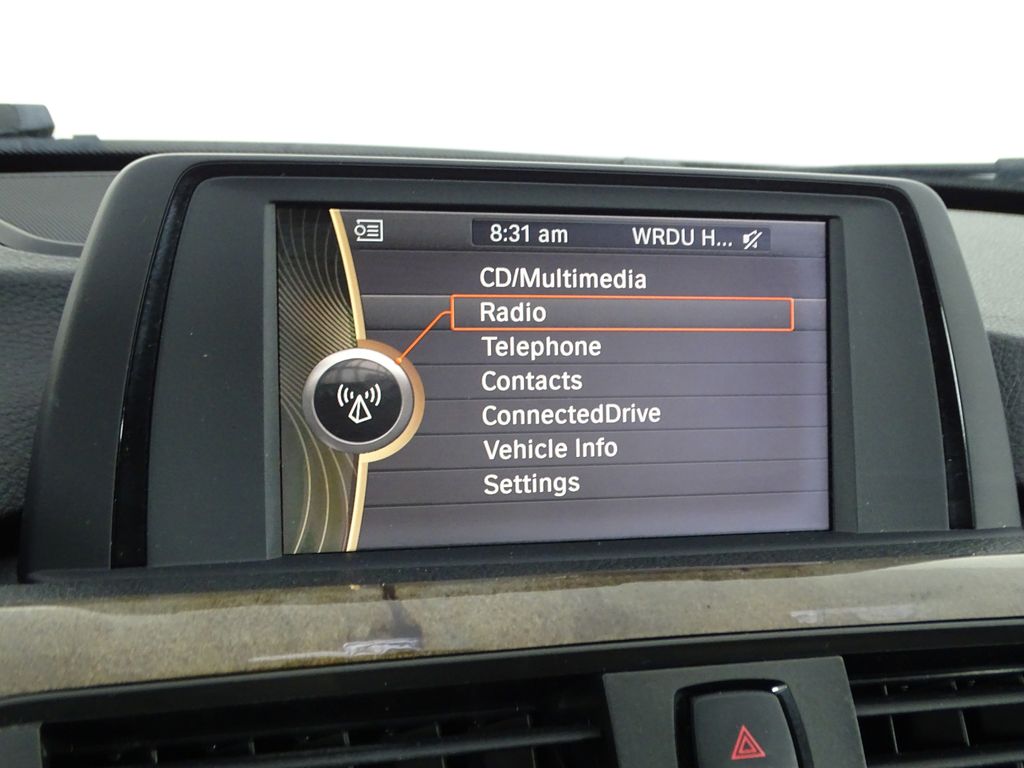 8:31 am WRDU H...
CD/Multimedia
Radio
Telephone
Contacts
ConnectedDrive
Vehicle Info
Settings